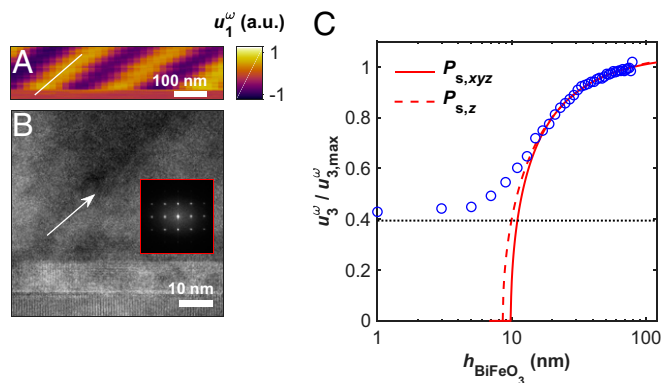 A
u₁^ω (a.u.)
1
-1
100 nm
B
10 nm
C
P_s,xyz
P_s,z
u₃^ω / u₃,max^ω
1
0.8
0.6
0.4
0.2
0
1 10 100
h_BiFeO₃ (nm)